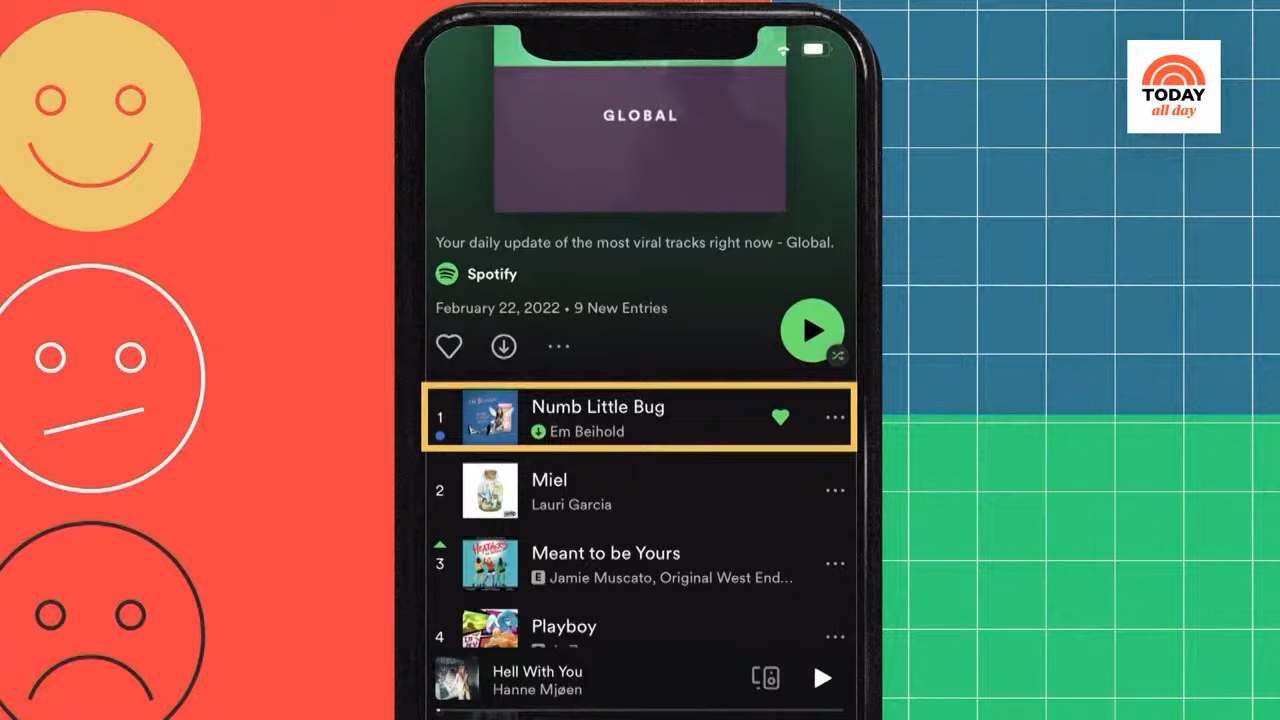 GLOBAL
TODAY
all day
Your daily update of the most viral tracks right now - Global.
Spotify
February 22, 2022 • 9 New Entries
1
Numb Little Bug
Em Beihold
2
Miel
Lauri Garcia
3
Meant to be Yours
E Jamie Muscato, Original West End...
4
Playboy
Hell With You
Hanne Mjøen